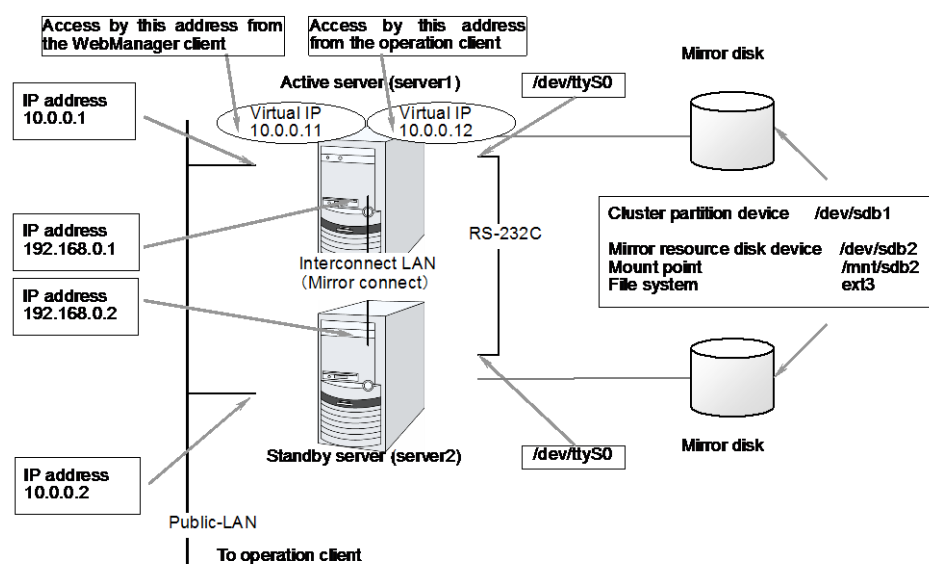 Access by this address from
the WebManager client
Access by this address
from the operation client
Mirror disk
Active server (server1)
/dev/ttyS0
IP address
10.0.0.1
Virtual IP
10.0.0.11
Virtual IP
10.0.0.12
Cluster partition device /dev/sdb1
Mirror resource disk device /dev/sdb2
Mount point /mnt/sdb2
File system ext3
IP address
192.168.0.1
RS-232C
Interconnect LAN
(Mirror connect)
IP address
192.168.0.2
Mirror disk
Standby server (server2)
/dev/ttyS0
IP address
10.0.0.2
Public-LAN
To operation client